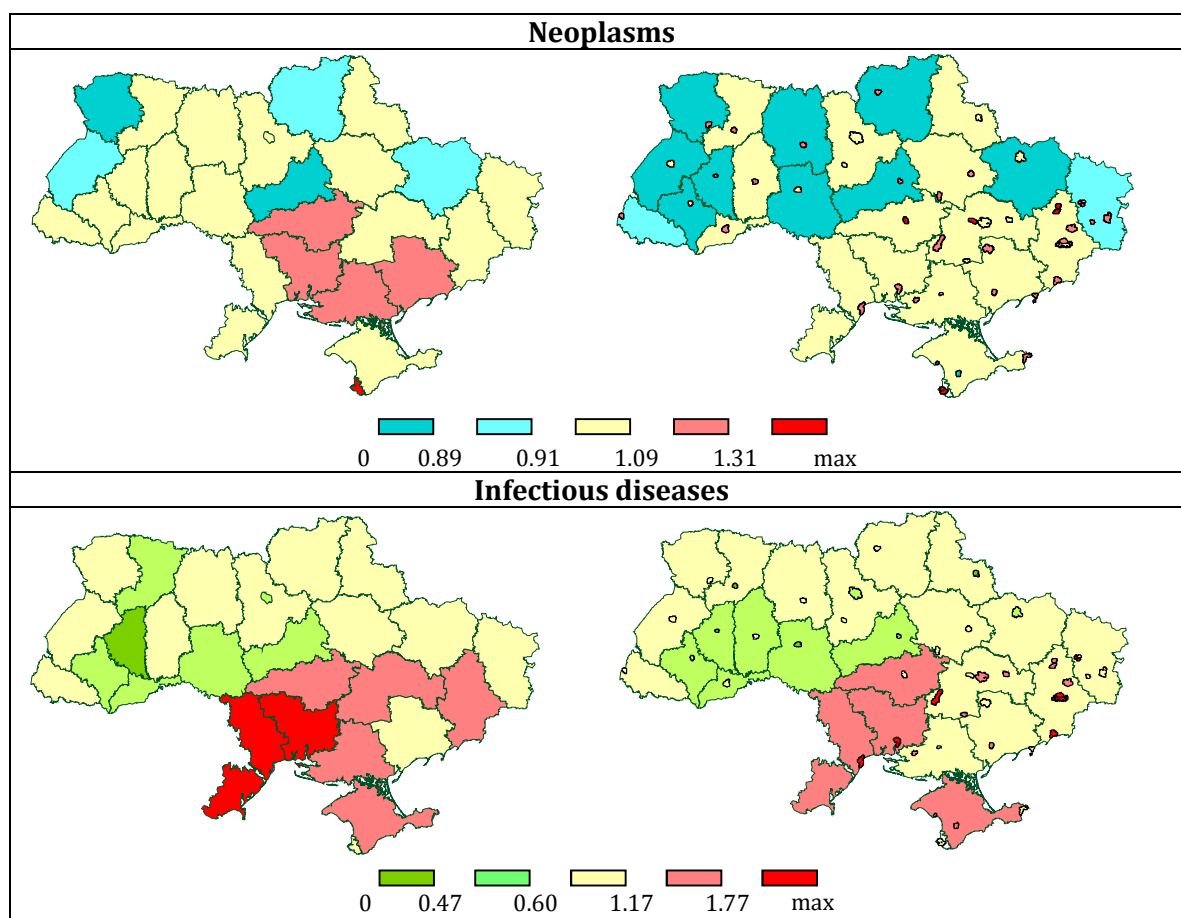 Neoplasms
0 0.89 0.91 1.09 1.31 max
Infectious diseases
0 0.47 0.60 1.17 1.77 max